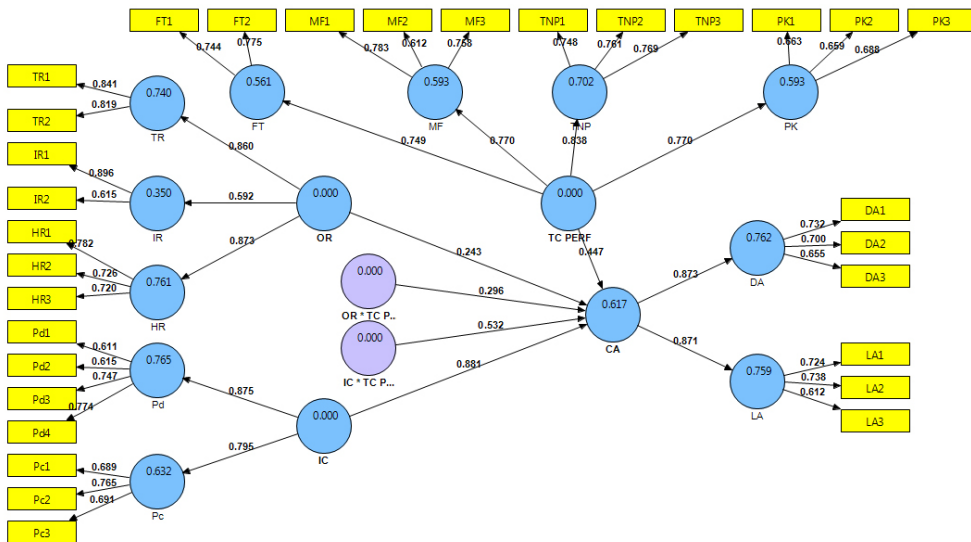 FT1
FT2
MF1
MF2
MF3
TNP1
TNP2
TNP3
PK1
PK2
PK3
0.744
0.775
0.783
0.612
0.758
0.748
0.761
0.769
0.663
0.659
0.688
TR1
TR2
0.841
0.819
0.740
TR
0.561
FT
0.593
MF
0.702
TNP
0.593
PK
0.860
0.749
0.770
0.838
0.770
IR1
IR2
0.896
0.615
0.350
IR
0.592
0.000
OR
0.000
TC PERF
HR1
HR2
HR3
0.782
0.726
0.720
0.761
HR
0.873
0.243
0.447
0.762
DA
0.732
0.700
0.655
DA1
DA2
DA3
0.000
OR * TC P..
0.296
0.873
0.617
CA
0.000
IC * TC P...
0.532
0.881
0.871
Pd1
Pd2
Pd3
Pd4
0.611
0.615
0.747
0.774
0.765
Pd
0.875
0.759
LA
0.724
0.738
0.612
LA1
LA2
LA3
0.000
IC
0.795
Pc1
Pc2
Pc3
0.689
0.765
0.691
0.632
Pc